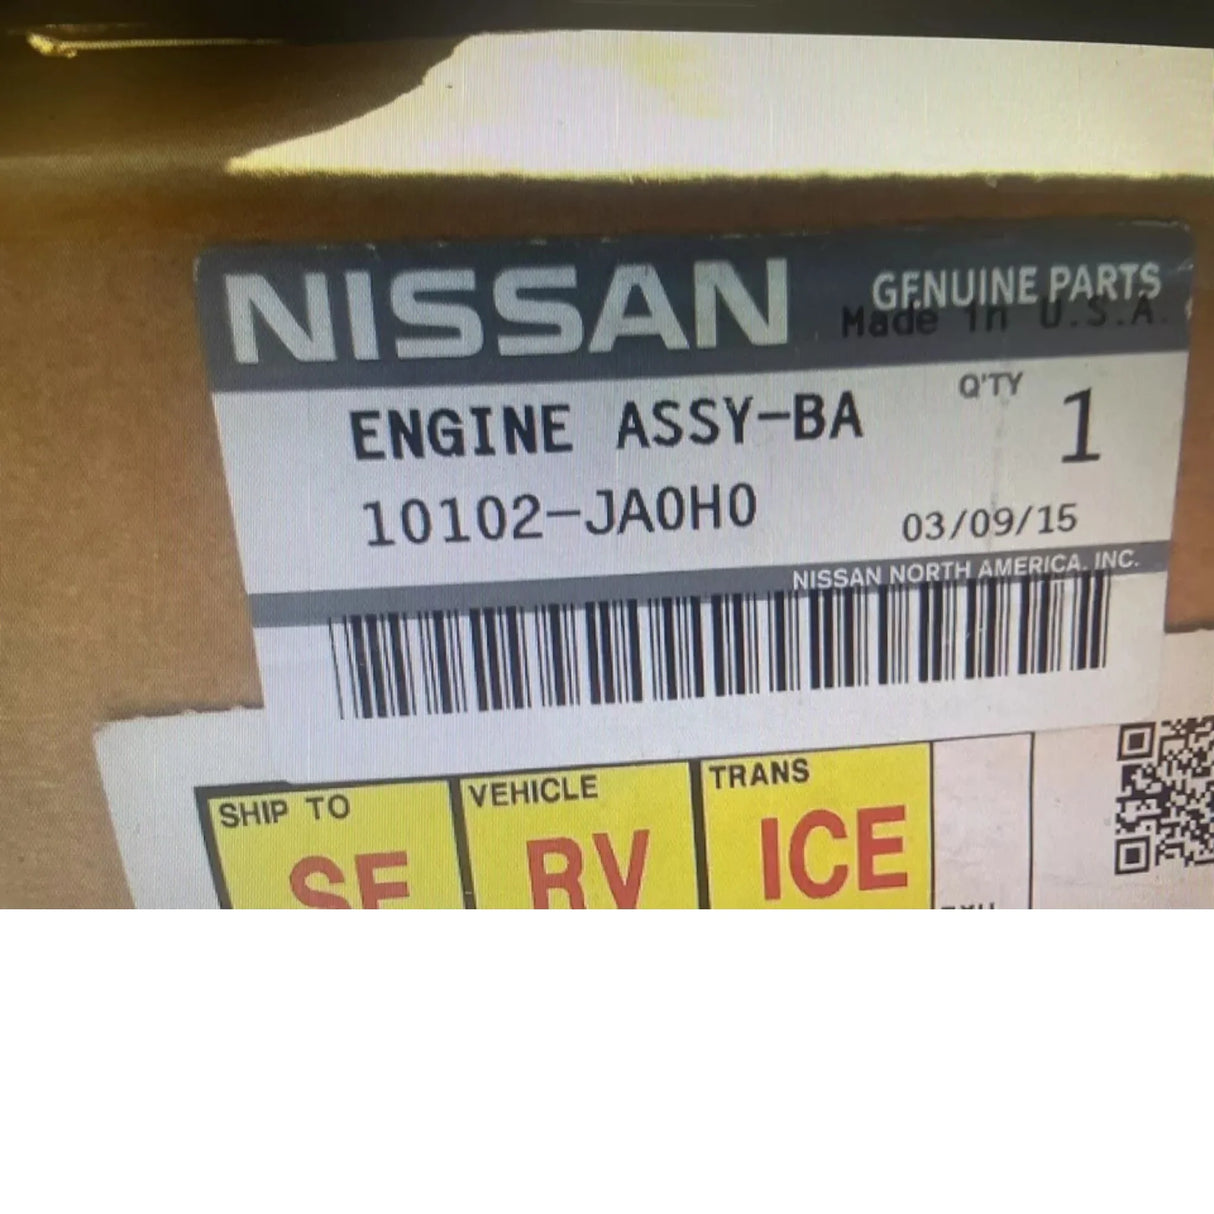 NISSAN
GENUINE PARTS
Made in U.S.A.
ENGINE ASSY-BA
Q'TY 1
10102-JA0H0
03/09/15
NISSAN NORTH AMERICA, INC.
SHIP TO VEHICLE TRANS
SE RV ICE